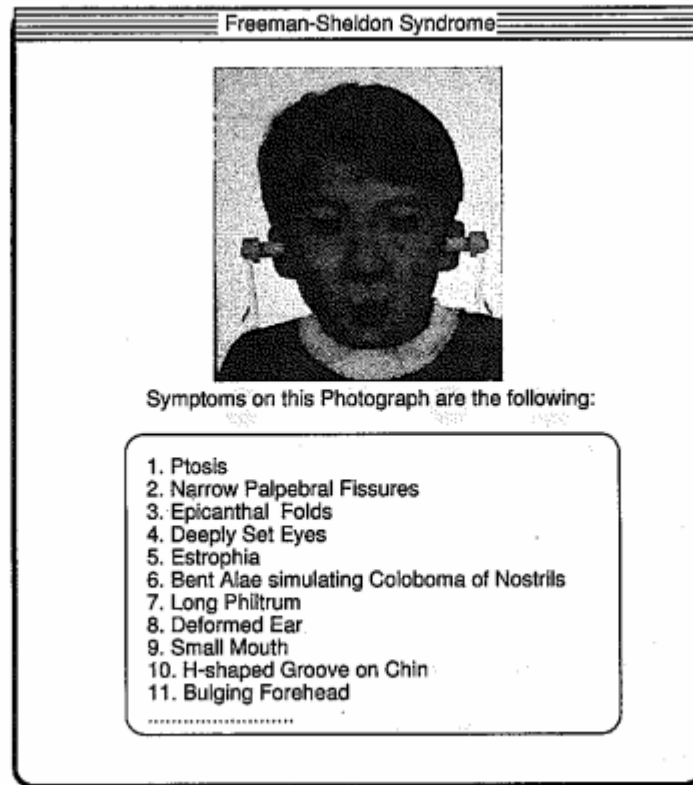 Freeman-Sheldon Syndrome
Symptoms on this Photograph are the following:
1. Ptosis
2. Narrow Palpebral Fissures
3. Epicanthal Folds
4. Deeply Set Eyes
5. Estrophia
6. Bent Alae simulating Coloboma of Nostrils
7. Long Philtrum
8. Deformed Ear
9. Small Mouth
10. H-shaped Groove on Chin
11. Bulging Forehead
........................